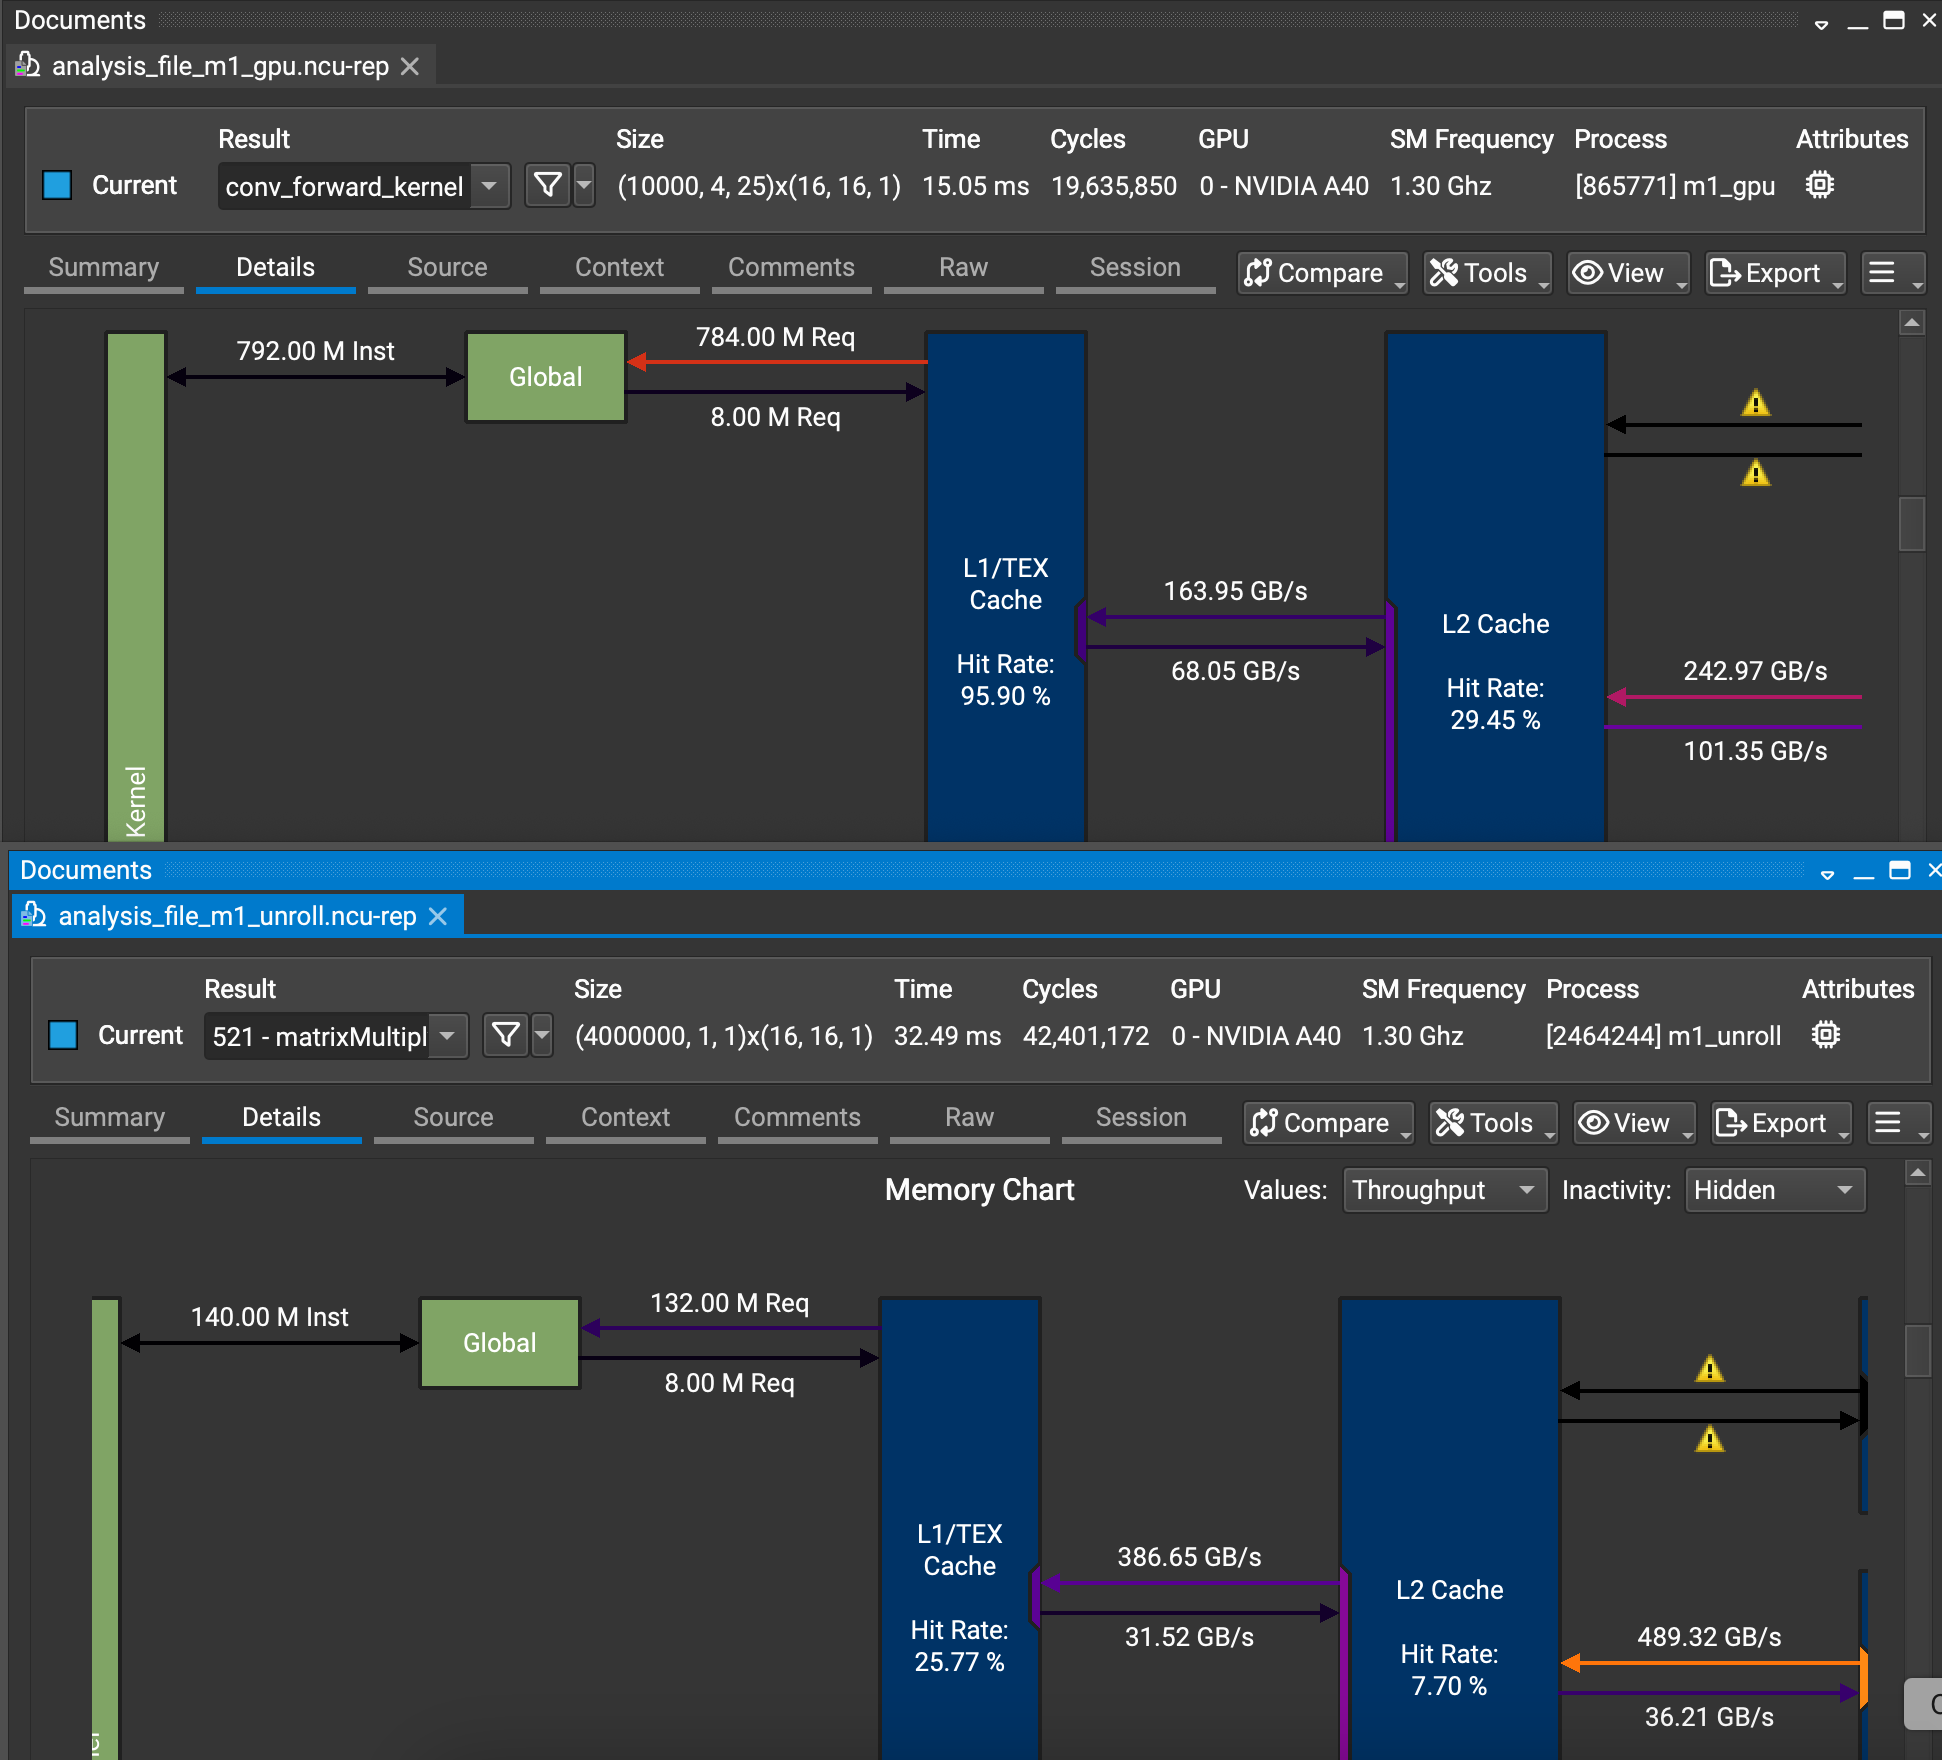 Documents
analysis_file_m1_gpu.ncu-rep
Result Size Time Cycles GPU SM Frequency Process Attributes
Current conv_forward_kernel (10000, 4, 25)x(16, 16, 1) 15.05 ms 19,635,850 0 - NVIDIA A40 1.30 Ghz [865771] m1_gpu
Summary Details Source Context Comments Raw Session Compare Tools View Export
792.00 M Inst
Global
784.00 M Req
8.00 M Req
L1/TEX
Cache
Hit Rate:
95.90 %
163.95 GB/s
68.05 GB/s
L2 Cache
Hit Rate:
29.45 %
242.97 GB/s
101.35 GB/s
Kernel
Documents
analysis_file_m1_unroll.ncu-rep
Result Size Time Cycles GPU SM Frequency Process Attributes
Current 521 - matrixMultipl (4000000, 1, 1)x(16, 16, 1) 32.49 ms 42,401,172 0 - NVIDIA A40 1.30 Ghz [2464244] m1_unroll
Summary Details Source Context Comments Raw Session Compare Tools View Export
Memory Chart Values: Throughput Inactivity: Hidden
140.00 M Inst
Global
132.00 M Req
8.00 M Req
L1/TEX
Cache
Hit Rate:
25.77 %
386.65 GB/s
31.52 GB/s
L2 Cache
Hit Rate:
7.70 %
489.32 GB/s
36.21 GB/s